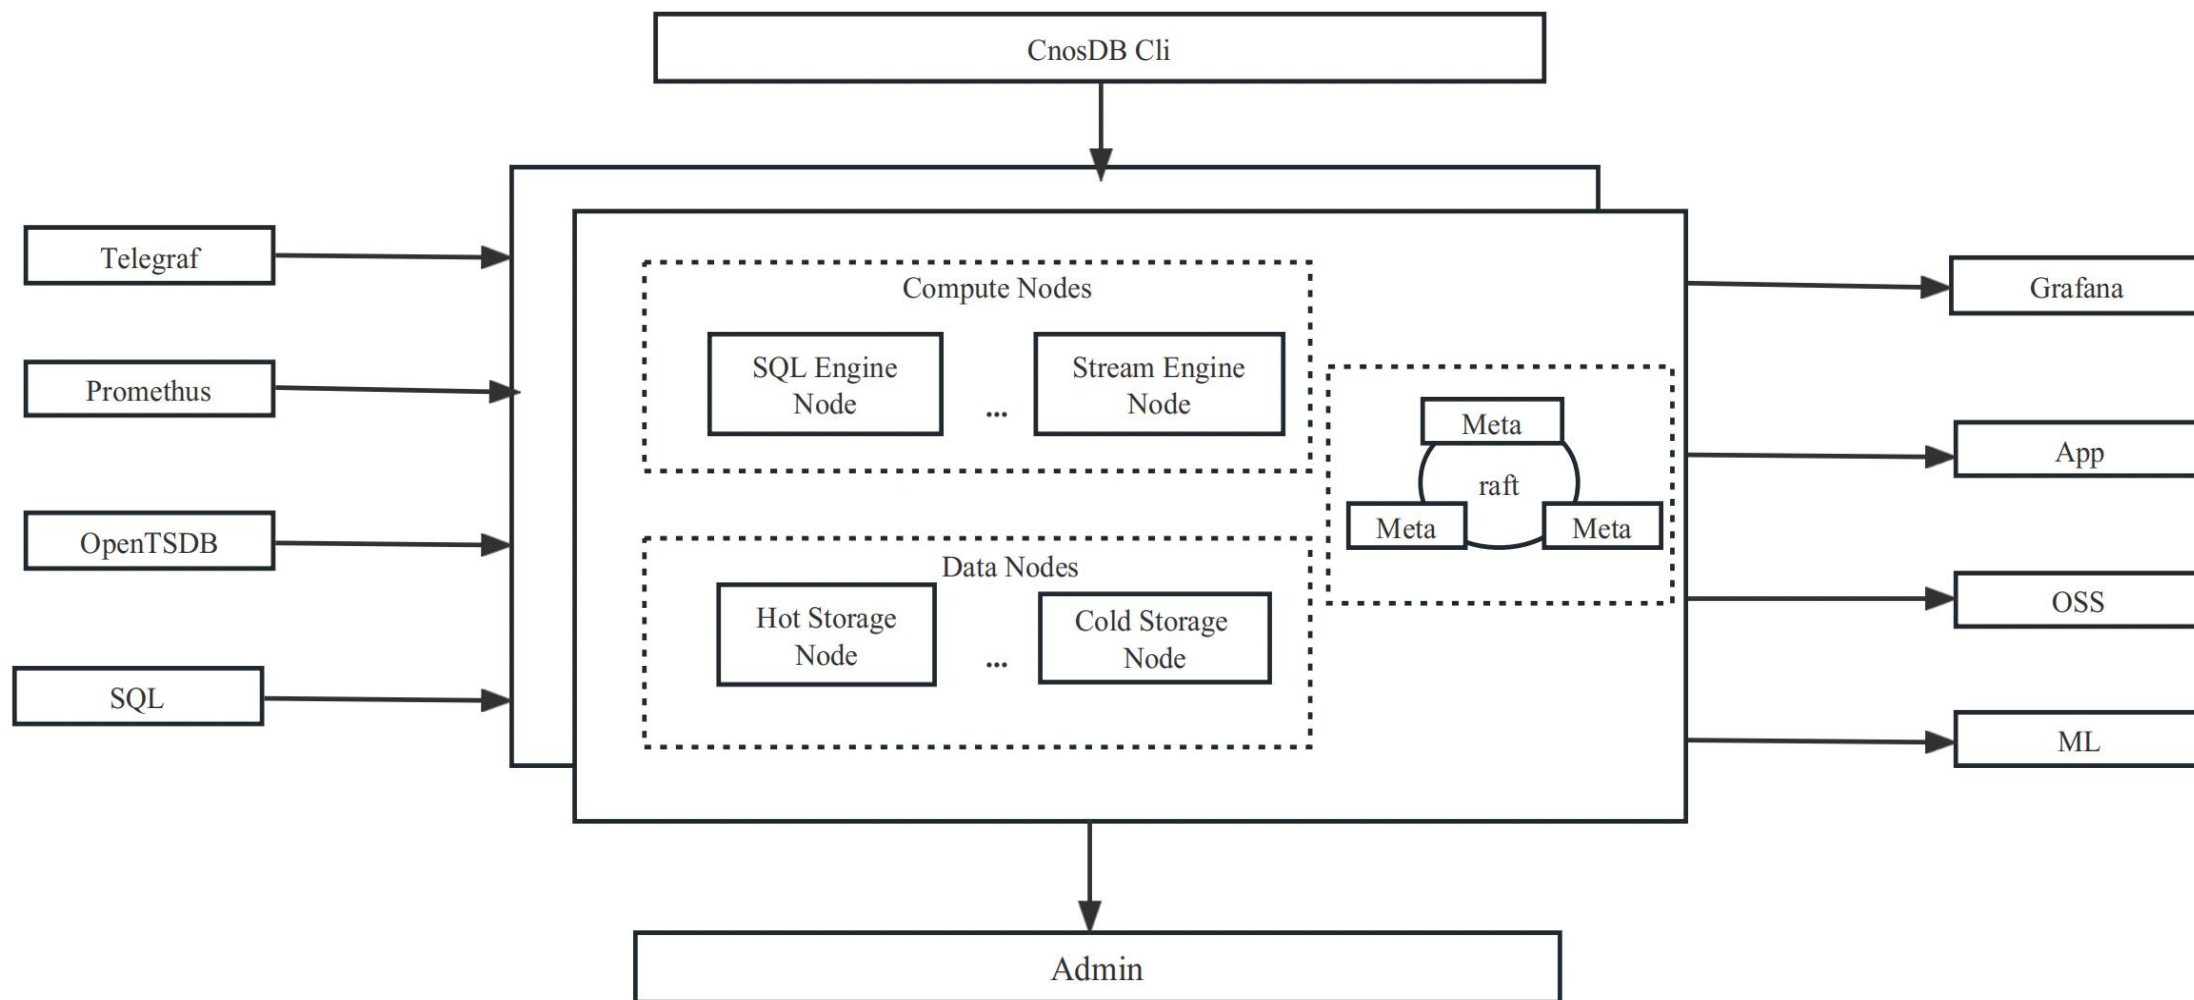 CnosDB Cli
Telegraf
Promethus
OpenTSDB
SQL
Compute Nodes
SQL Engine
Node
...
Stream Engine
Node
Data Nodes
Hot Storage
Node
...
Cold Storage
Node
Meta
raft
Meta
Meta
Grafana
App
OSS
ML
Admin